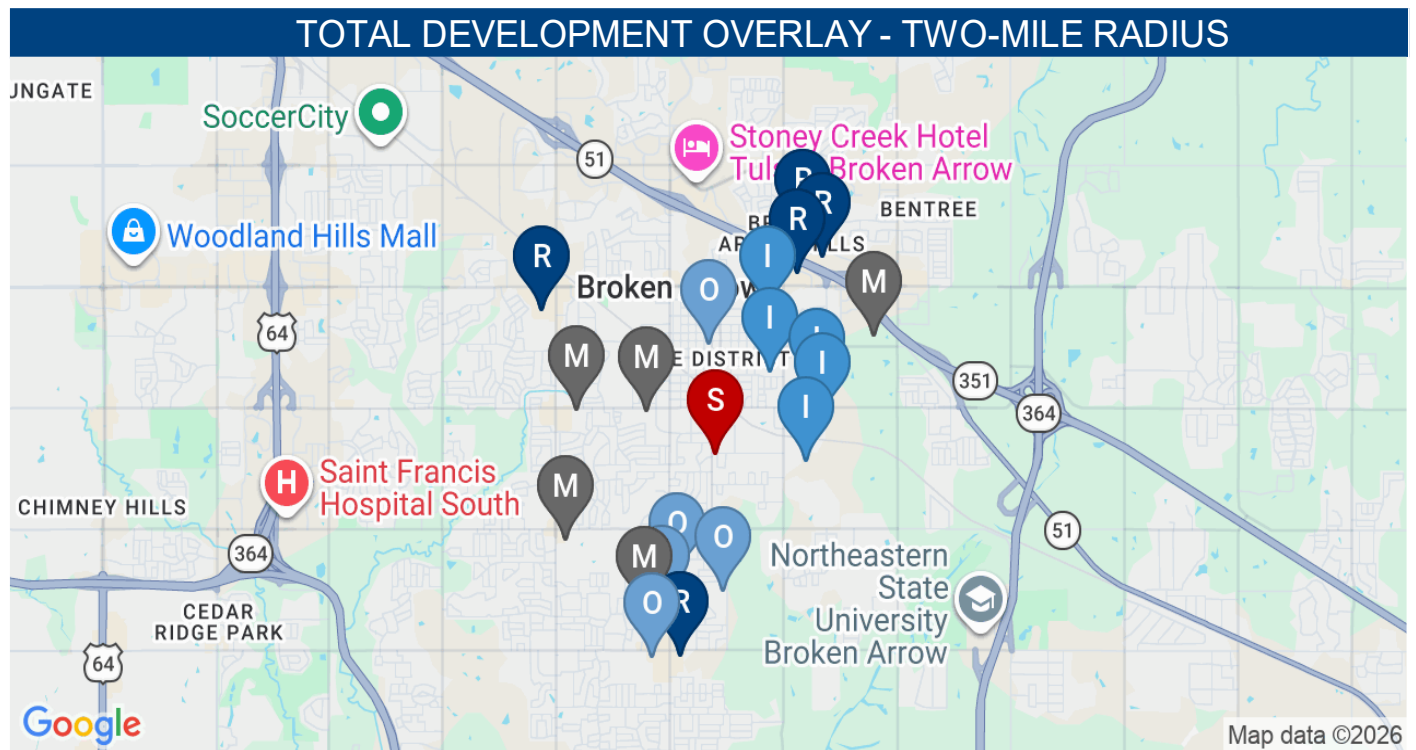 TOTAL DEVELOPMENT OVERLAY - TWO-MILE RADIUS
SoccerCity
51
Stoney Creek Hotel
Broken Arrow
R
R
R
BENTREE
Woodland Hills Mall
R
I
Broken
O
M
I
64
M
M
E DISTRICT
I
S
I
351
364
Saint Francis
Hospital South
H
M
CHIMNEY HILLS
O
O
M
364
51
Northeastern
State
University
Broken Arrow
O
R
CEDAR
RIDGE PARK
64
Google
Map data ©2026